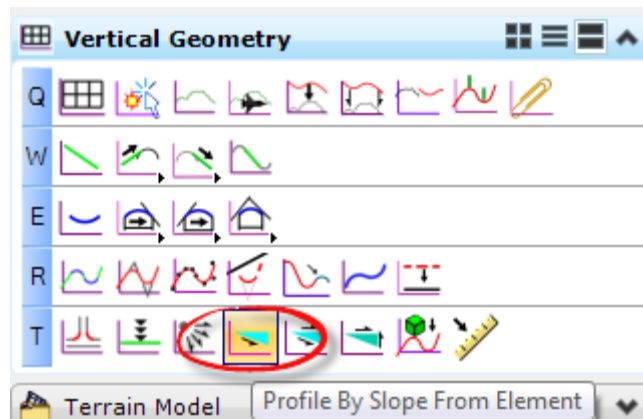 Vertical Geometry
Q
W
E
R
T
Terrain Model
Profile By Slope From Element